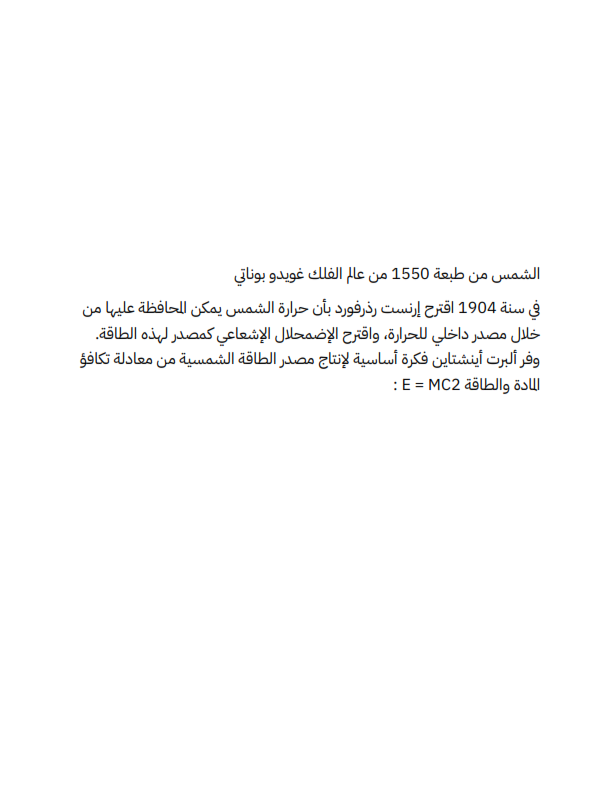 الشمس من طبعة 1550 من عالم الفلك غويدو بوناتي
في سنة 1904 اقترح إرنست رذرفورد بأن حرارة الشمس يمكن المحافظة عليها من
خلال مصدر داخلي للحرارة، واقترح الإضمحلال الإشعاعي كمصدر لهذه الطاقة.
وفر ألبرت أينشتاين فكرة أساسية لإنتاج مصدر الطاقة الشمسية من معادلة تكافؤ
المادة والطاقة E = MC2 :